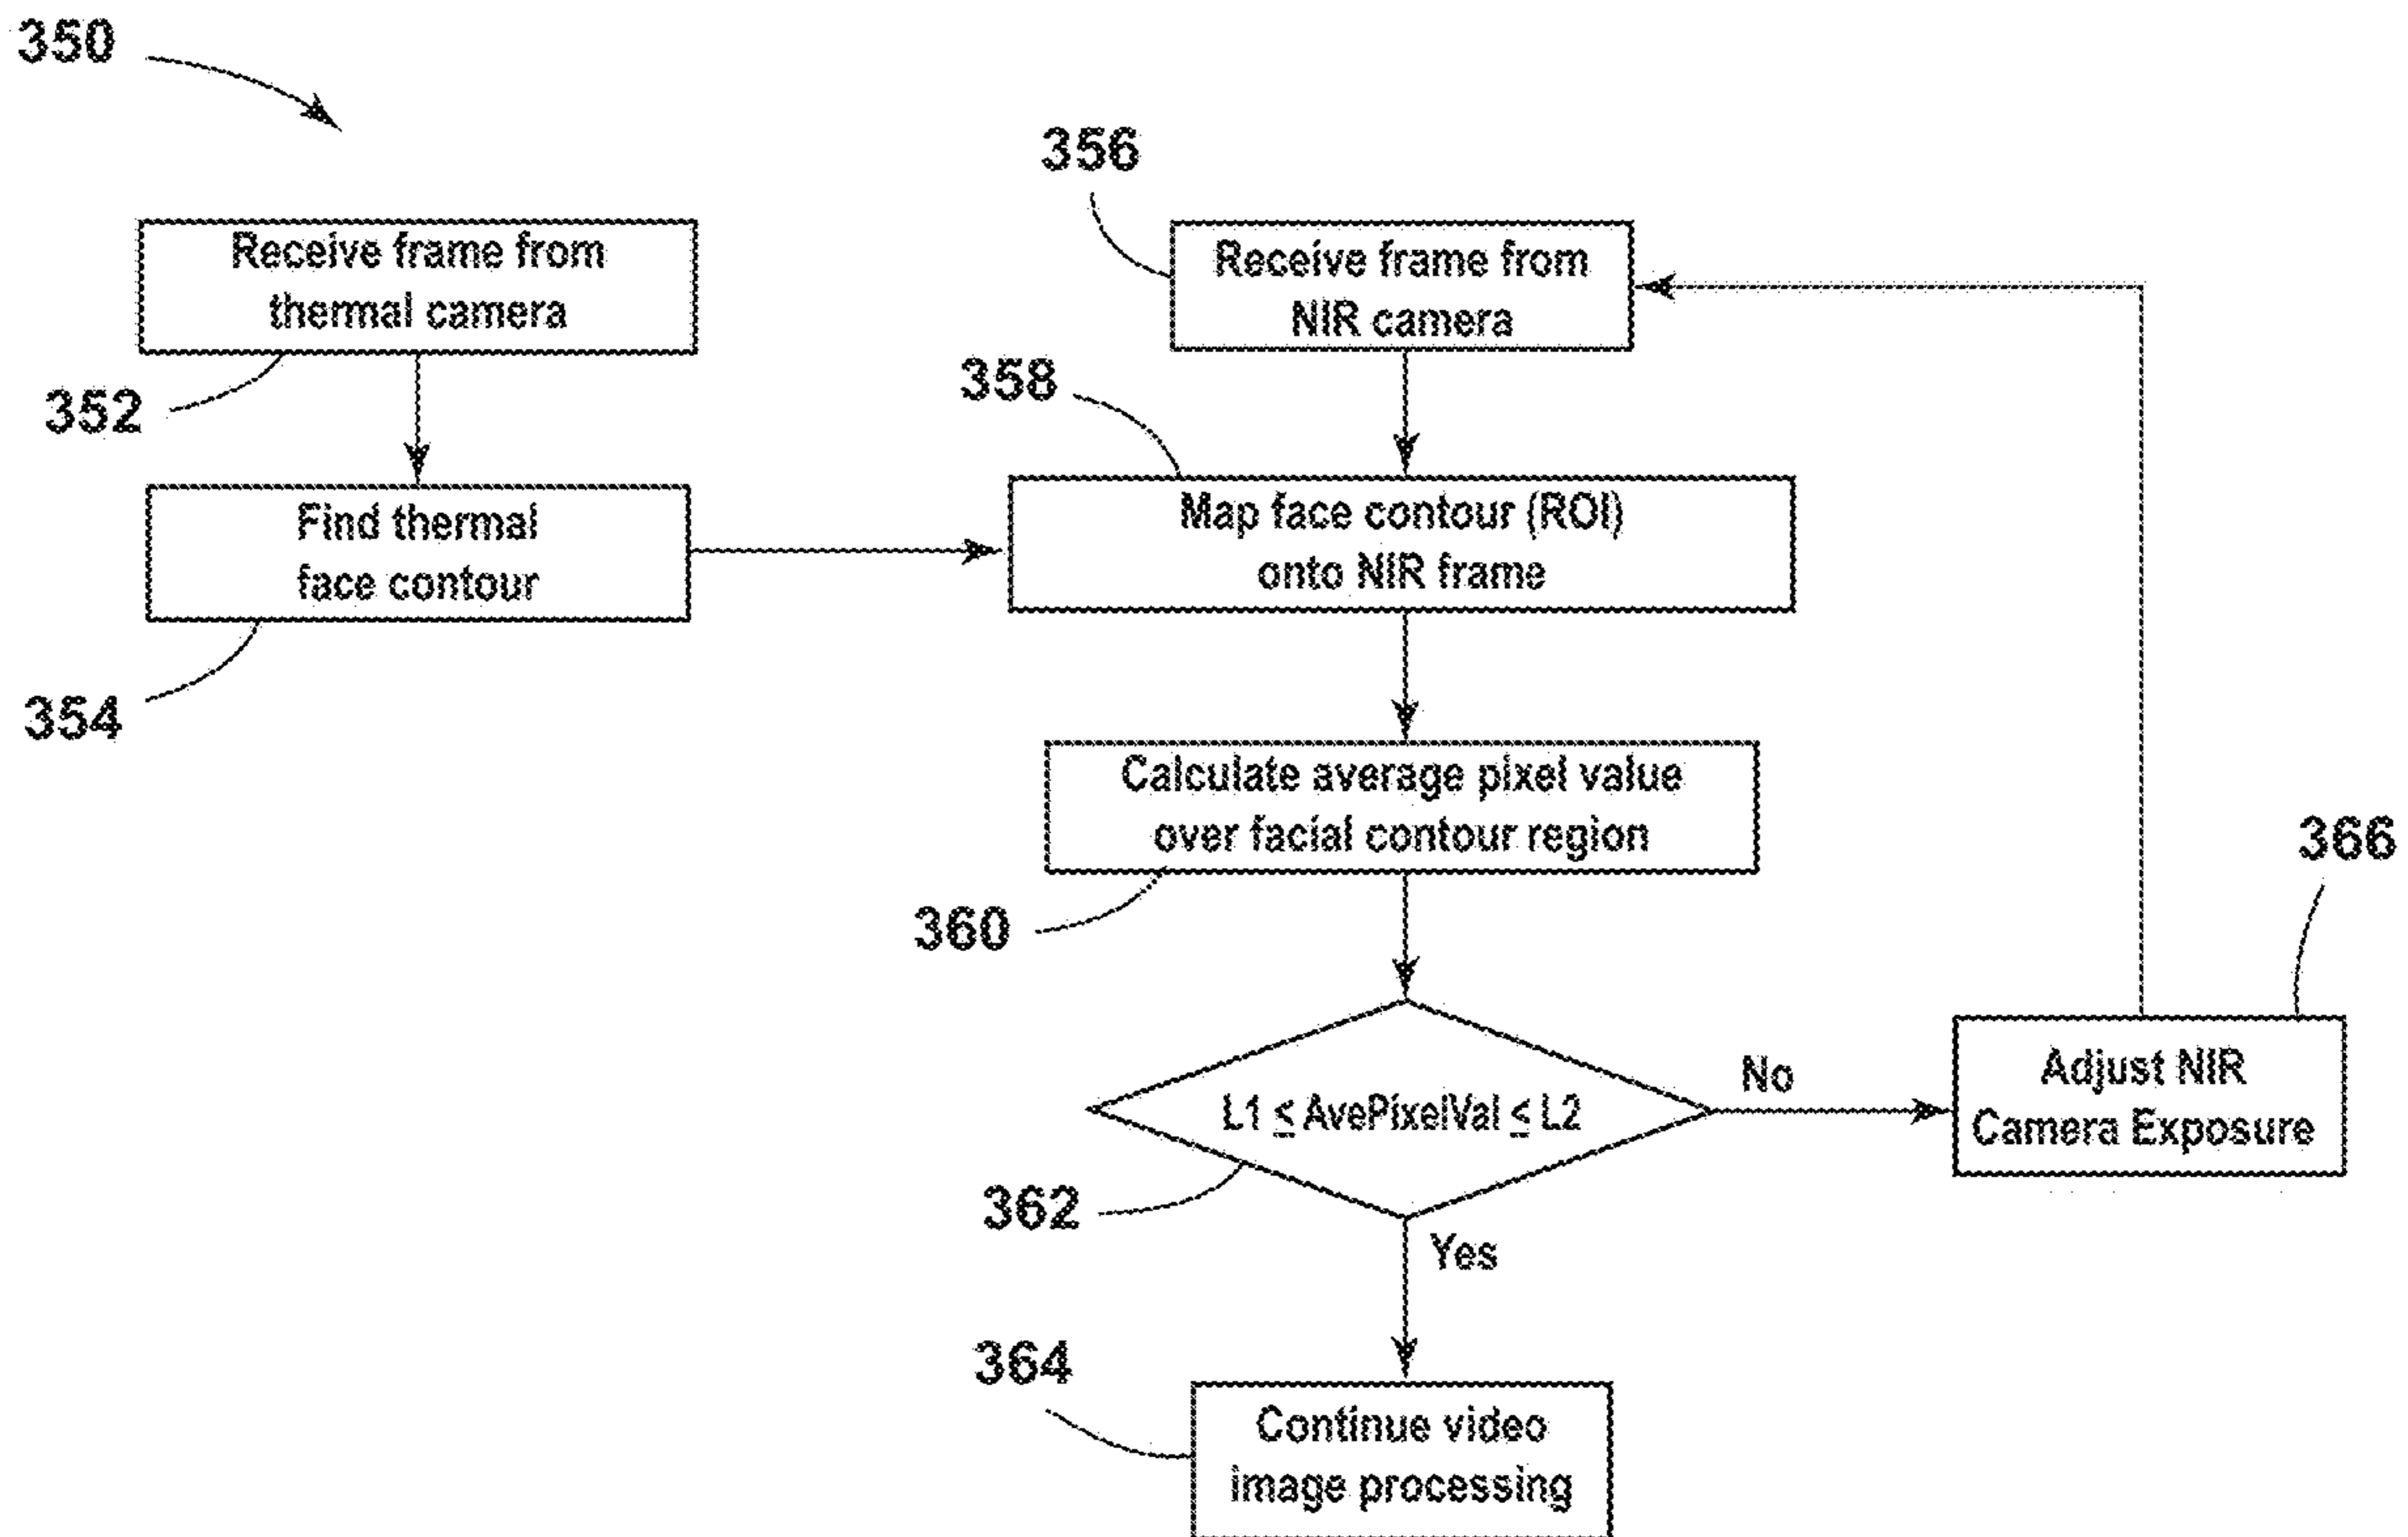 350
356
Receive frame from
thermal camera
Receive frame from
NIR camera
352
358
Find thermal
face contour
Map face contour (ROI)
onto NIR frame
354
Calculate average pixel value
over facial contour region
366
360
L1 ≤ AvePixelVal ≤ L2
No
Adjust NIR
Camera Exposure
362
Yes
364
Continue video
image processing